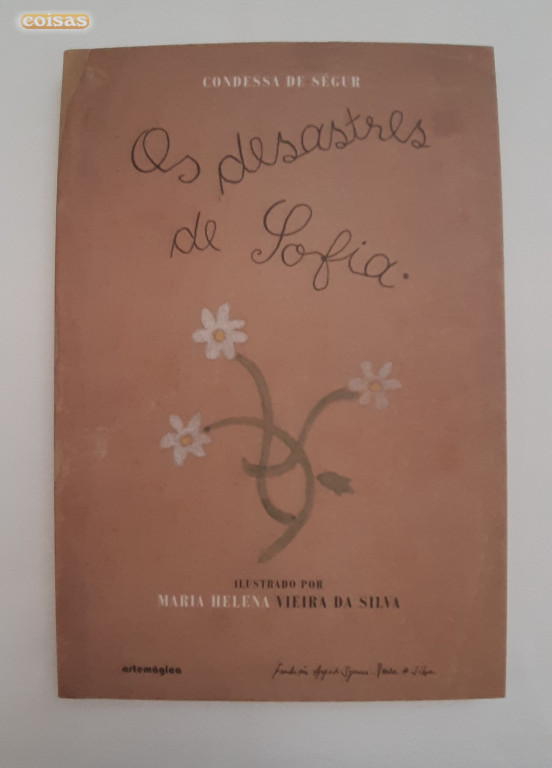 coisas
CONDESSA DE SÉGUR
Os desastres
de Sofia.
ILUSTRADO POR
MARIA HELENA VIEIRA DA SILVA
artemágica